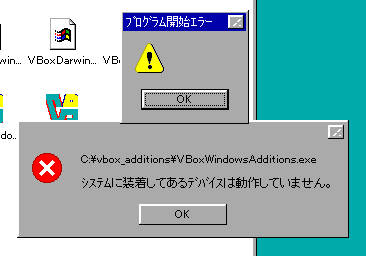 プログラム開始エラー
win...
VBoxDarwin...
VB
OK
do...
C:¥vbox_additions¥VBoxWindowsAdditions.exe
システムに装着してあるデバイスは動作していません。
OK